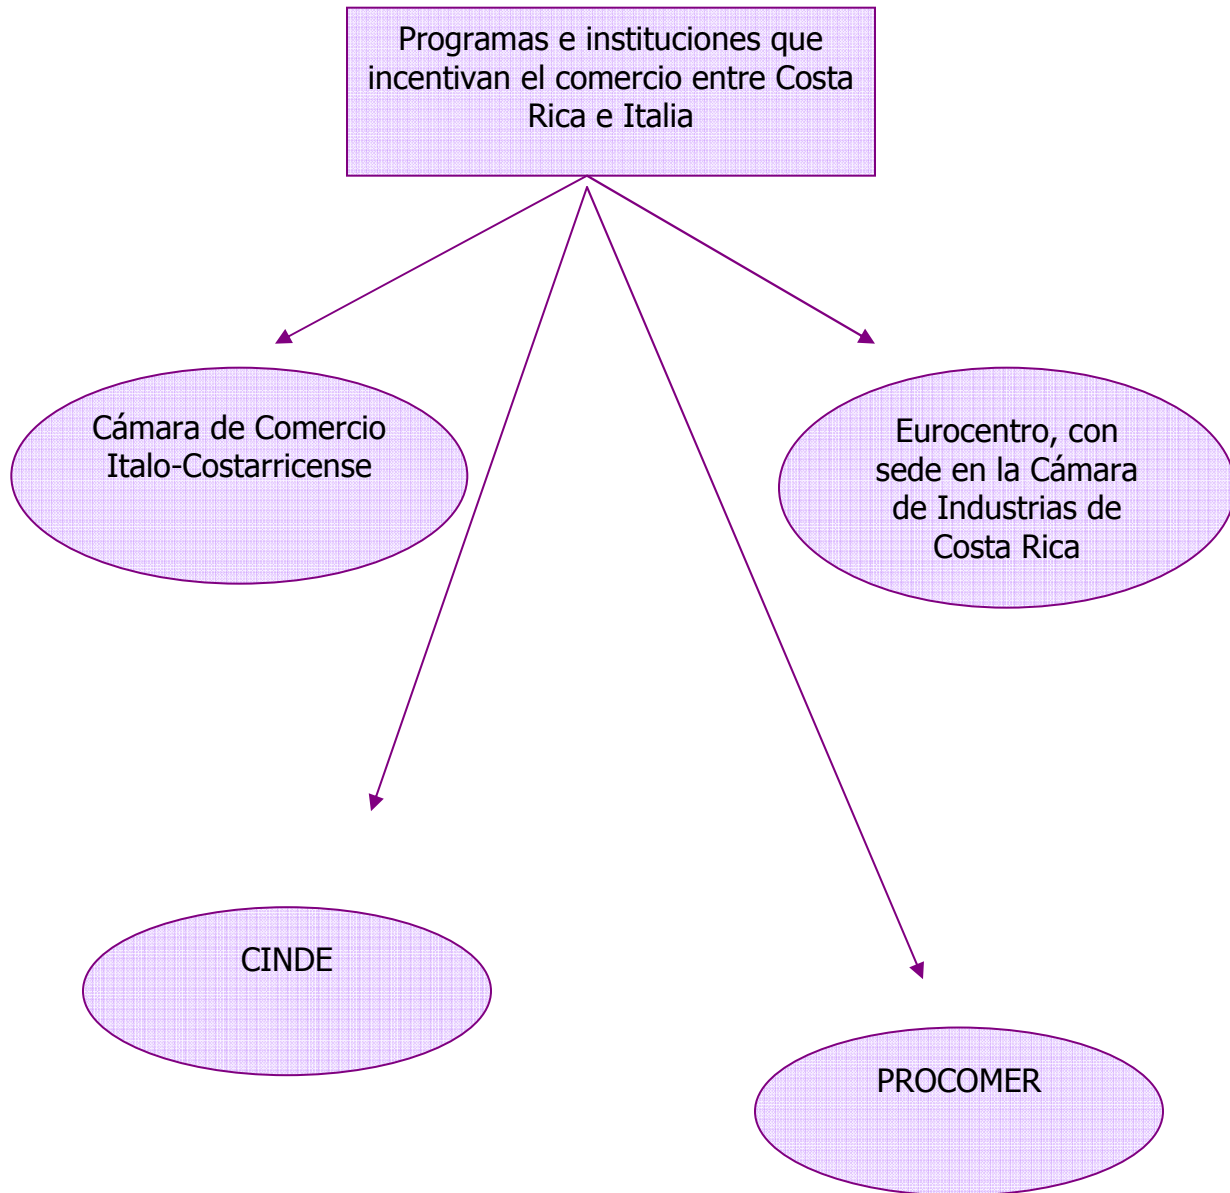 Programas e instituciones que
incentivan el comercio entre Costa
Rica e Italia
Cámara de Comercio
Italo-Costarricense
Eurocentro, con
sede en la Cámara
de Industrias de
Costa Rica
CINDE
PROCOMER